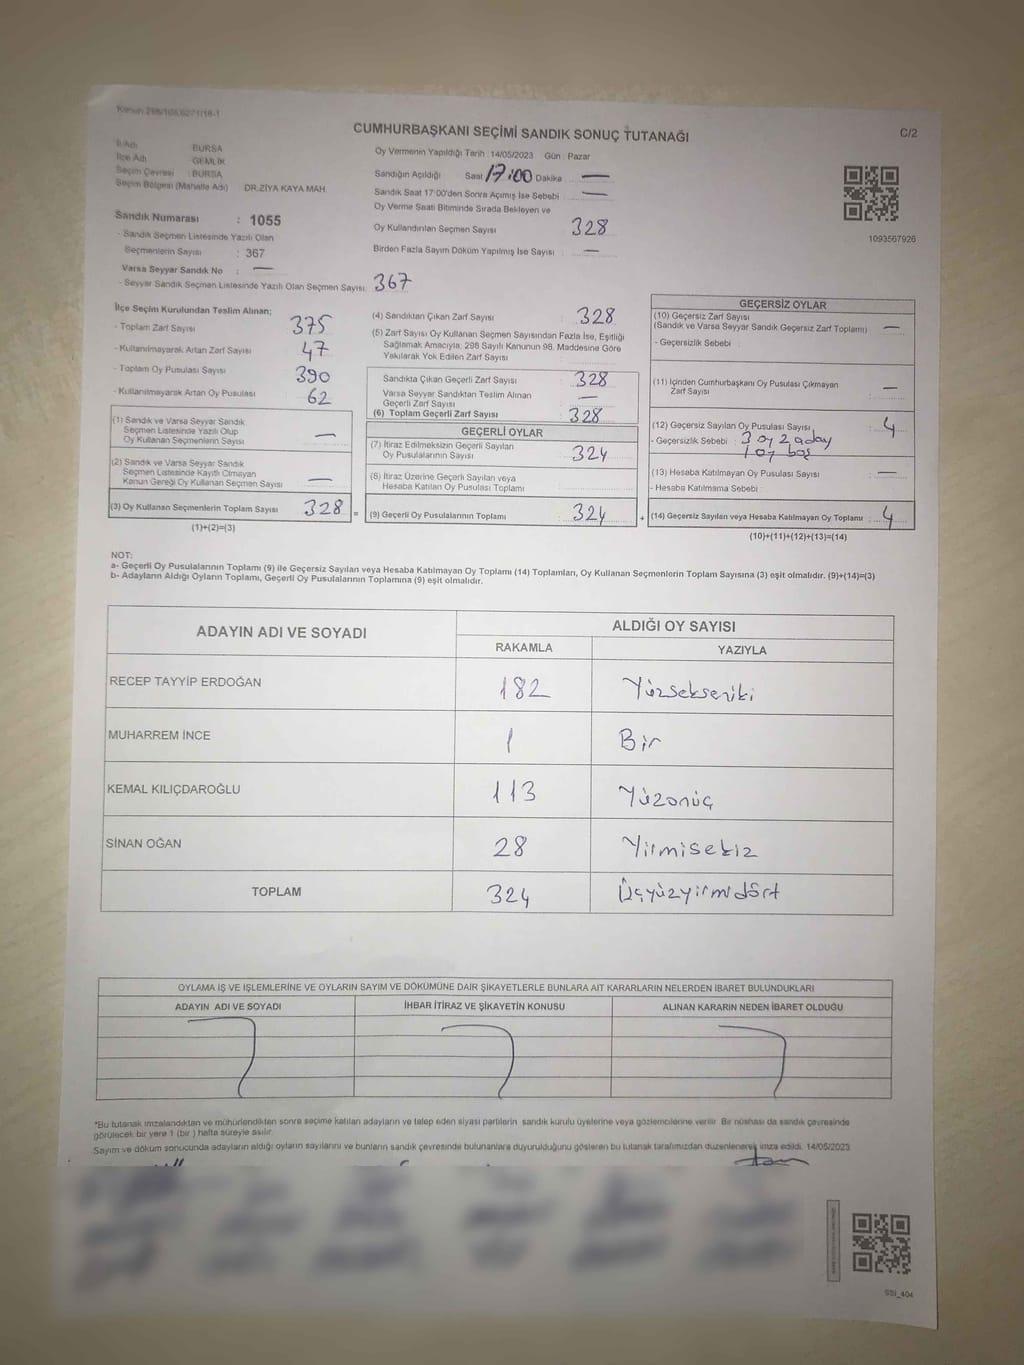 CUMHURBAŞKANI SEÇİMİ SANDIK SONUÇ TUTANAĞI
C/2
İl Adı : BURSA
İlçe Adı : GEMLİK
Seçim Çevresi : BURSA
Seçim Bölgesi (Mahalle Adı) DR.ZİYA KAYA MAH.
Sandık Numarası : 1055
- Sandık Seçmen Listesinde Yazılı Olan
Seçmenlerin Sayısı : 367
Varsa Seyyar Sandık No : —
- Seyyar Sandık Seçmen Listesinde Yazılı Olan Seçmen Sayısı: 367
Oy Vermenin Yapıldığı Tarih : 14/05/2023 Gün : Pazar
Sandığın Açıldığı Saat 17:00 Dakika : —
Sandık Saat 17:00'den Sonra Açımış İse Sebebi : —
Oy Verme Saati Bitiminde Sırada Bekleyen ve
Oy Kullandırılan Seçmen Sayısı : 328
Birden Fazla Sayım Döküm Yapılmış İse Sayısı : —
1093567926
İlçe Seçim Kurulundan Teslim Alınan;
- Toplam Zarf Sayısı : 375
- Kullanılmayarak Artan Zarf Sayısı : 47
- Toplam Oy Pusulası Sayısı : 390
- Kullanılmayarak Artan Oy Pusulası : 62
(1) Sandık ve Varsa Seyyar Sandık
Seçmen Listesinde Yazılı Olup
Oy Kullanan Seçmenlerin Sayısı : —
(2) Sandık ve Varsa Seyyar Sandık
Seçmen Listesinde Kayıtlı Olmayan
Kanun Gereği Oy Kullanan Seçmen Sayısı : —
(3) Oy Kullanan Seçmenlerin Toplam Sayısı : 328 =
(1)+(2)=(3)
(4) Sandıktan Çıkan Zarf Sayısı : 328
(5) Zarf Sayısı Oy Kullanan Seçmen Sayısından Fazla İse, Eşitliği
Sağlamak Amacıyla; 298 Sayılı Kanunun 98. Maddesine Göre
Yakılarak Yok Edilen Zarf Sayısı
Sandıkta Çıkan Geçerli Zarf Sayısı : 328
Varsa Seyyar Sandıktan Teslim Alınan
Geçerli Zarf Sayısı : —
(6) Toplam Geçerli Zarf Sayısı : 328
GEÇERLİ OYLAR
(7) İtiraz Edilmeksizin Geçerli Sayılan
Oy Pusulalarının Sayısı : 324
(8) İtiraz Üzerine Geçerli Sayılan veya
Hesaba Katılan Oy Pusulası Toplamı
(9) Geçerli Oy Pusulalarının Toplamı : 324 +
GEÇERSİZ OYLAR
(10) Geçersiz Zarf Sayısı
(Sandık ve Varsa Seyyar Sandık Geçersiz Zarf Toplamı) : —
- Geçersizlik Sebebi :
(11) İçinden Cumhurbaşkanı Oy Pusulası Çıkmayan
Zarf Sayısı : —
(12) Geçersiz Sayılan Oy Pusulası Sayısı : 4
- Geçersizlik Sebebi : 3 oy 2 aday
1 oy boş
(13) Hesaba Katılmayan Oy Pusulası Sayısı : —
- Hesaba Katılmama Sebebi :
(14) Geçersiz Sayılan veya Hesaba Katılmayan Oy Toplamı : 4
(10)+(11)+(12)+(13)=(14)
NOT:
a- Geçerli Oy Pusulalarının Toplamı (9) ile Geçersiz Sayılan veya Hesaba Katılmayan Oy Toplamı (14) Toplamları, Oy Kullanan Seçmenlerin Toplam Sayısına (3) eşit olmalıdır. (9)+(14)=(3)
b- Adayların Aldığı Oyların Toplamı, Geçerli Oy Pusulalarının Toplamına (9) eşit olmalıdır.
ADAYIN ADI VE SOYADI
ALDIĞI OY SAYISI
RAKAMLA YAZIYLA
RECEP TAYYİP ERDOĞAN 182 Yüzsekseniki
MUHARREM İNCE 1 Bir
KEMAL KILIÇDAROĞLU 113 Yüzonüç
SİNAN OĞAN 28 Yirmisekiz
TOPLAM 324 Üçyüzyirmidört
OYLAMA İŞ VE İŞLEMLERİNE VE OYLARIN SAYIM VE DÖKÜMÜNE DAİR ŞİKAYETLERLE BUNLARA AİT KARARLARIN NELERDEN İBARET BULUNDUKLARI
ADAYIN ADI VE SOYADI İHBAR İTİRAZ VE ŞİKAYETİN KONUSU ALINAN KARARIN NEDEN İBARET OLDUĞU
*Bu tutanak imzalandıktan ve mühürlendikten sonra seçime katılan adayların ve talep eden siyasi partilerin sandık kurulu üyelerine veya gözlemcilerine verilir. Bir nüshası da sandık çevresinde
görülecek bir yere 1 (bir ) hafta süreyle asılır.
Sayım ve döküm sonucunda adayların aldığı oyların sayılarını ve bunların sandık çevresinde bulunanlara duyurulduğunu gösteren bu tutanak tarafımızdan düzenlenerek imza edildi. 14/05/2023
SSİ_404